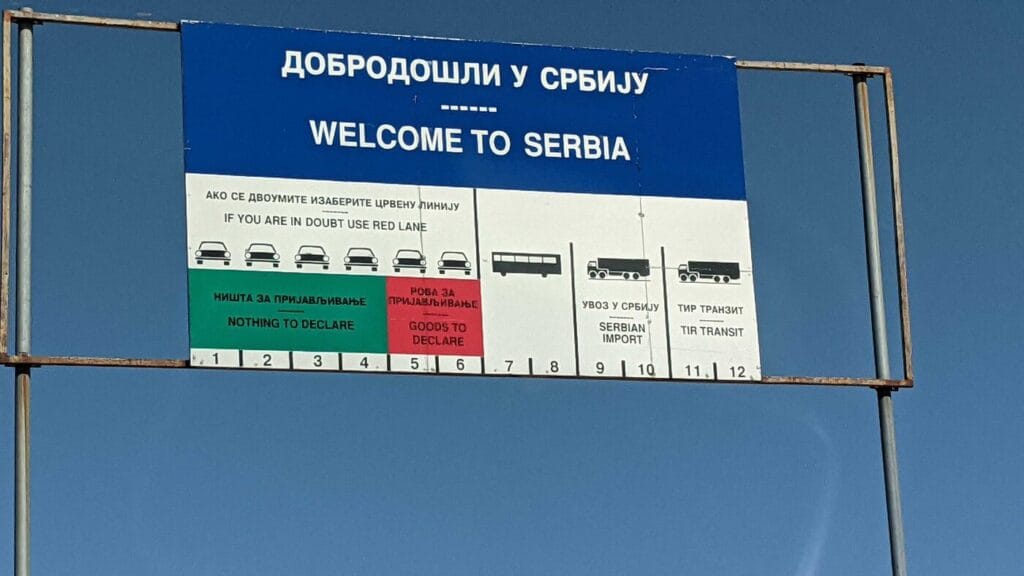 ДОБРОДОШЛИ У СРБИЈУ
------
WELCOME TO SERBIA
АКО СЕ ДВОУМИТЕ ИЗАБЕРИТЕ ЦРВЕНУ ЛИНИЈУ
IF YOU ARE IN DOUBT USE RED LANE
НИШТА ЗА ПРИЈАВЉИВАЊЕ
NOTHING TO DECLARE
РОБА ЗА
ПРИЈАВЉИВАЊЕ
GOODS TO
DECLARE
УВОЗ У СРБИЈУ
SERBIAN
IMPORT
ТИР ТРАНЗИТ
TIR TRANSIT
1 2 3 4 5 6 7 8 9 10 11 12